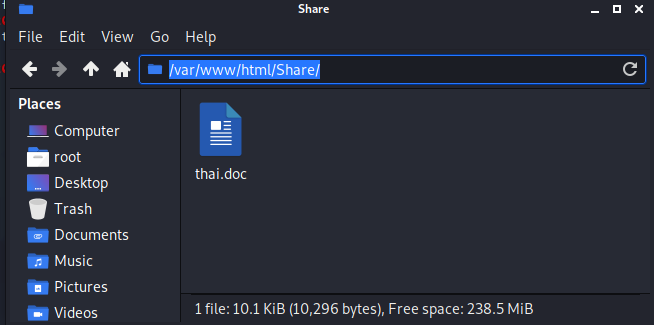 Share
File Edit View Go Help
/var/www/html/Share/
Places
Computer
root
Desktop
Trash
Documents
Music
Pictures
Videos
thai.doc
1 file: 10.1 KiB (10,296 bytes), Free space: 238.5 MiB